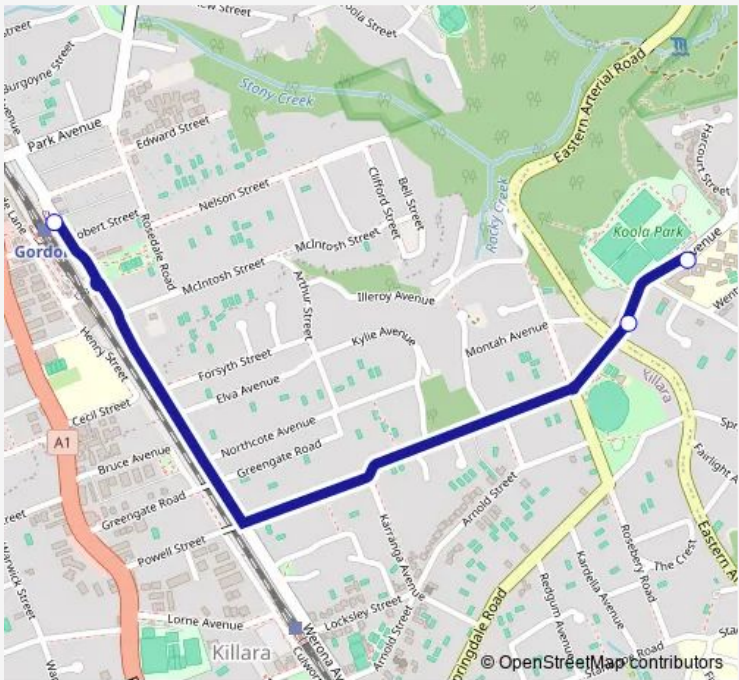 Burgoyne Street
Stony Creek
Park Avenue
Edward Street
Eastern Arterial Road
Harcourt Street
Nelson Street
Clifford Street
Bell Street
Rocky Creek
Rosedale Road
McIntosh Street
Koola Park
Gordon
McIntosh Street
Illeroy Avenue
Arthur Street
Henry Street
Kylie Avenue
Montah Avenue
Forsyth Street
Elva Avenue
Killara
Cecil Street
A1
Northcote Avenue
Greengate Road
Bruce Avenue
Fairlight A
Greengate Road
Arnold Street
Powell Street
Karranga Avenue
Eastern A
Rosebery Road
The Crest
Warwick Street
Redgum Avenue
Kardella Avenue
Locksley Street
Lorne Avenue
Werona Av
Arnold Street
Springdale Road
Killara
© OpenStreetMap contributors